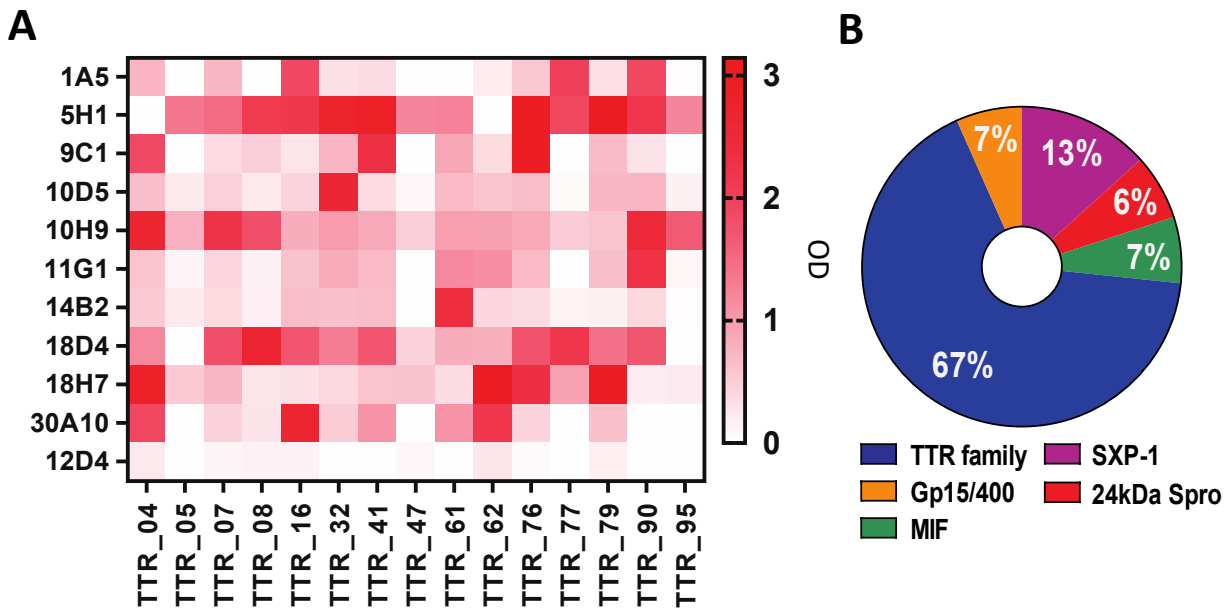 A
1A5
5H1
9C1
10D5
10H9
11G1
14B2
18D4
18H7
30A10
12D4
TTR_04
TTR_05
TTR_07
TTR_08
TTR_16
TTR_32
TTR_41
TTR_47
TTR_61
TTR_62
TTR_76
TTR_77
TTR_79
TTR_90
TTR_95
3
2
1
0
OD
B
7%
13%
6%
7%
67%
TTR family
SXP-1
Gp15/400
24kDa Spro
MIF